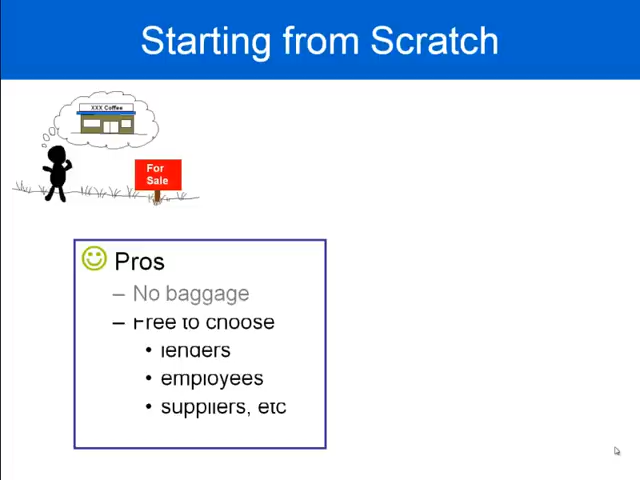 Starting from Scratch
XXX Coffee
For
Sale
Pros
– No baggage
– Free to choose
• lenders
• employees
• suppliers, etc